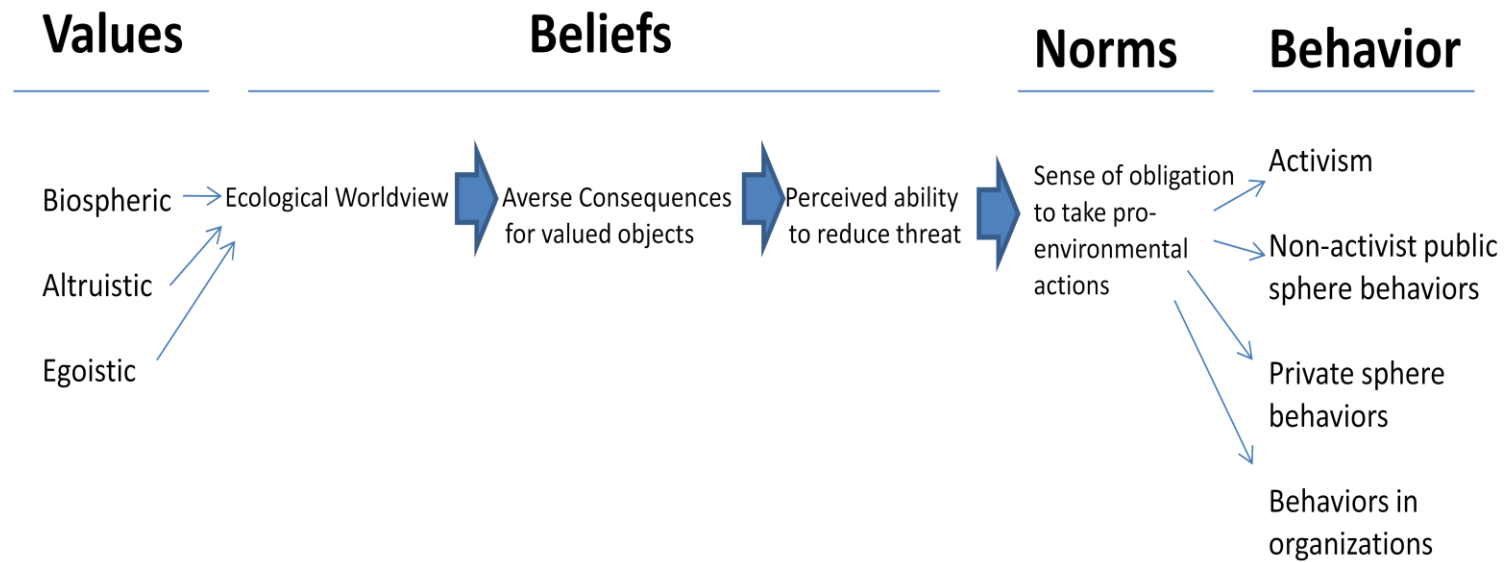 Values
Beliefs
Norms
Behavior
Biospheric
Altruistic
Egoistic
Ecological Worldview
Averse Consequences
for valued objects
Perceived ability
to reduce threat
Sense of obligation
to take pro-
environmental
actions
Activism
Non-activist public
sphere behaviors
Private sphere
behaviors
Behaviors in
organizations